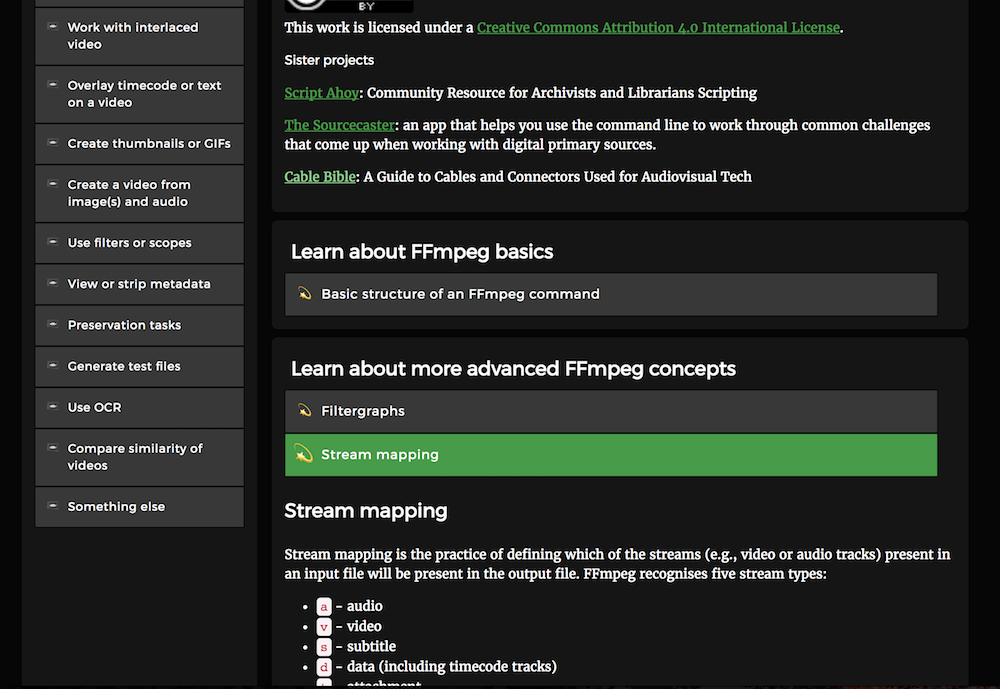 Work with interlaced
video
Overlay timecode or text
on a video
Create thumbnails or GIFs
Create a video from
image(s) and audio
Use filters or scopes
View or strip metadata
Preservation tasks
Generate test files
Use OCR
Compare similarity of
videos
Something else
BY
This work is licensed under a Creative Commons Attribution 4.0 International License.
Sister projects
Script Ahoy: Community Resource for Archivists and Librarians Scripting
The Sourcecaster: an app that helps you use the command line to work through common challenges
that come up when working with digital primary sources.
Cable Bible: A Guide to Cables and Connectors Used for Audiovisual Tech
Learn about FFmpeg basics
Basic structure of an FFmpeg command
Learn about more advanced FFmpeg concepts
Filtergraphs
Stream mapping
Stream mapping
Stream mapping is the practice of defining which of the streams (e.g., video or audio tracks) present in
an input file will be present in the output file. FFmpeg recognises five stream types:
• a – audio
• v – video
• s – subtitle
• d – data (including timecode tracks)
attachment